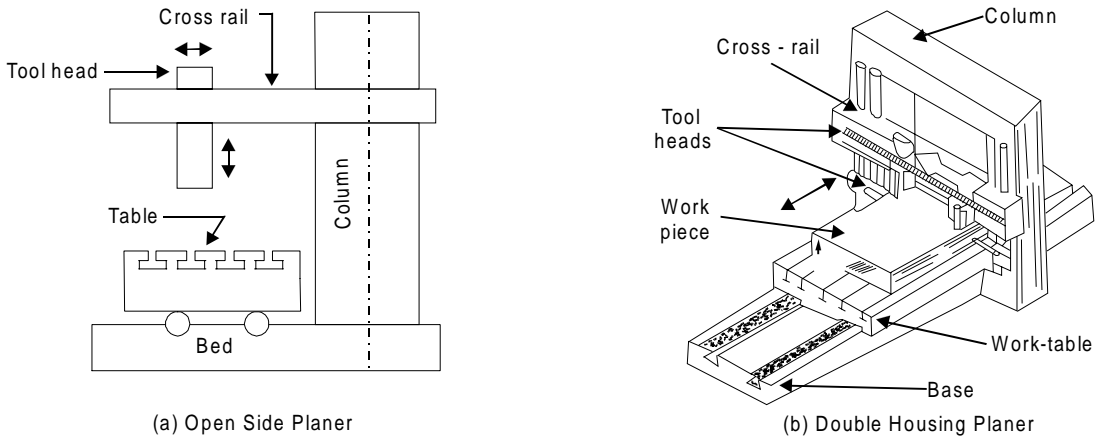 Cross rail
Tool head
Table
Column
Bed
(a) Open Side Planer
Column
Cross - rail
Tool
heads
Work
piece
Work-table
Base
(b) Double Housing Planer